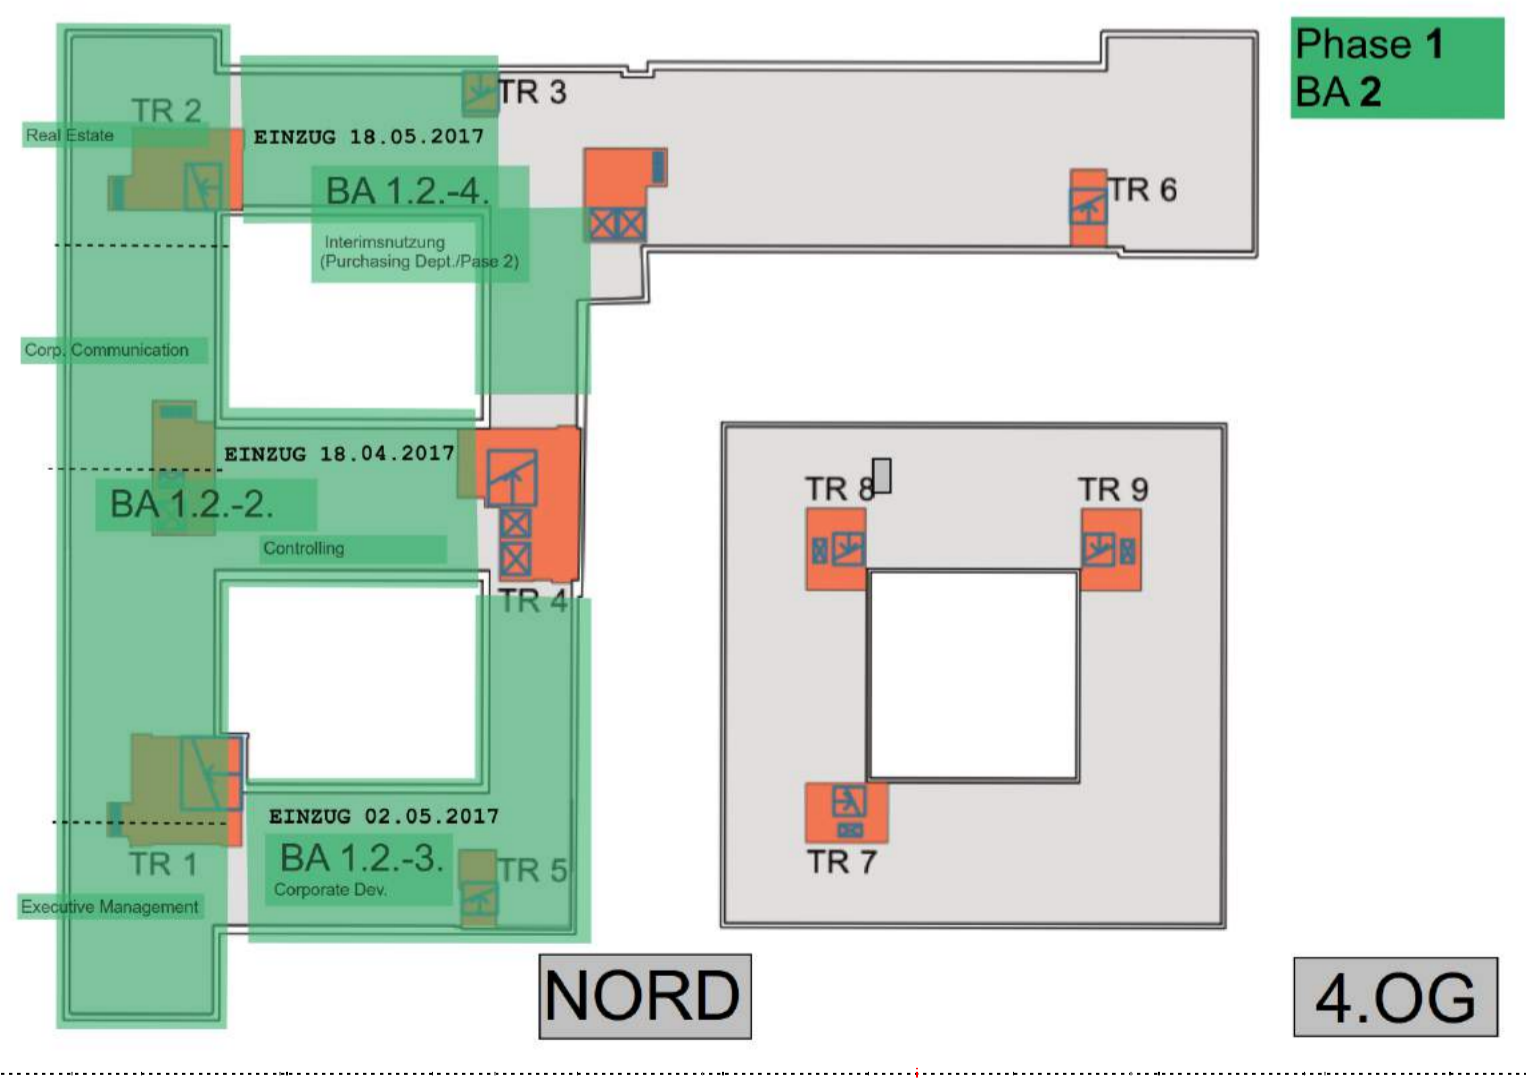 Phase 1
BA 2
TR 3
TR 2
Real Estate
EINZUG 18.05.2017
BA 1.2.-4.
TR 6
Interimsnutzung
(Purchasing Dept./Pase 2)
Corp. Communication
EINZUG 18.04.2017
BA 1.2.-2.
TR 8
TR 9
Controlling
TR 4
EINZUG 02.05.2017
BA 1.2.-3.
TR 1
TR 5
TR 7
Corporate Dev.
Executive Management
NORD
4.OG